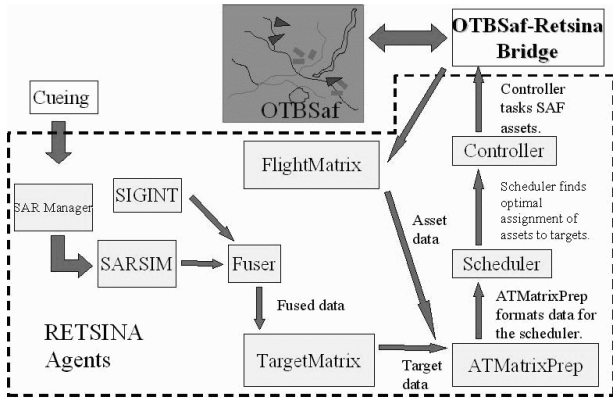 OTBSaf-Retsina
Bridge
OTBSaf
Cueing
Controller
tasks SAF
assets.
FlightMatrix
Controller
SIGINT
SAR Manager
Scheduler finds
optimal
assignment of
assets to targets.
Asset
data
SARSIM
Fuser
Scheduler
Fused data
ATMatrixPrep
formats data for
the scheduler.
RETSINA
Agents
TargetMatrix
Target
data
ATMatrixPrep